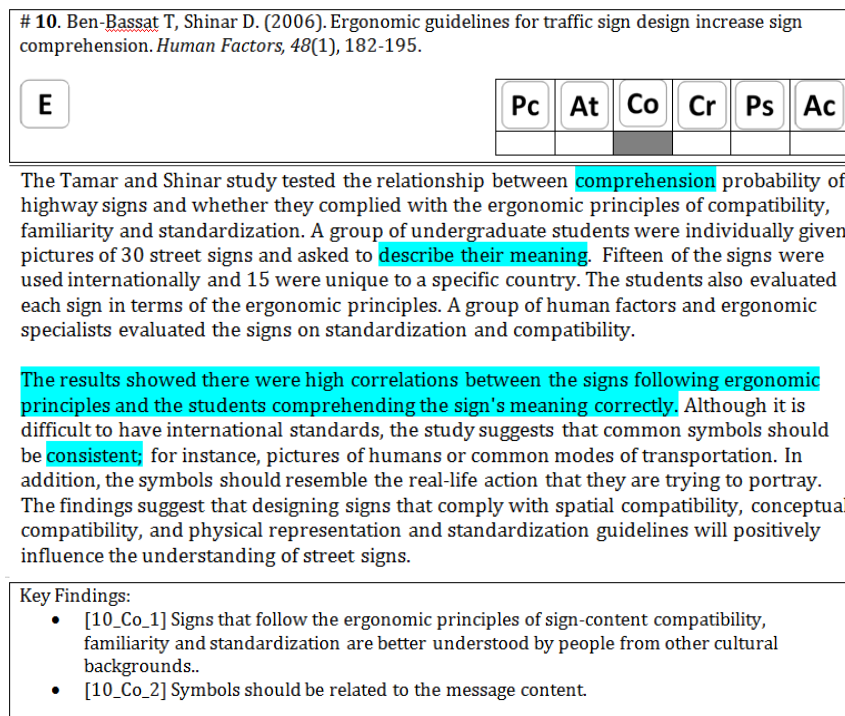 # 10. Ben-Bassat T, Shinar D. (2006). Ergonomic guidelines for traffic sign design increase sign
comprehension. Human Factors, 48(1), 182-195.
E
Pc At Co Cr Ps Ac
The Tamar and Shinar study tested the relationship between comprehension probability of
highway signs and whether they complied with the ergonomic principles of compatibility,
familiarity and standardization. A group of undergraduate students were individually given
pictures of 30 street signs and asked to describe their meaning. Fifteen of the signs were
used internationally and 15 were unique to a specific country. The students also evaluated
each sign in terms of the ergonomic principles. A group of human factors and ergonomic
specialists evaluated the signs on standardization and compatibility.
The results showed there were high correlations between the signs following ergonomic
principles and the students comprehending the sign's meaning correctly. Although it is
difficult to have international standards, the study suggests that common symbols should
be consistent; for instance, pictures of humans or common modes of transportation. In
addition, the symbols should resemble the real-life action that they are trying to portray.
The findings suggest that designing signs that comply with spatial compatibility, conceptual
compatibility, and physical representation and standardization guidelines will positively
influence the understanding of street signs.
Key Findings:
• [10_Co_1] Signs that follow the ergonomic principles of sign-content compatibility,
familiarity and standardization are better understood by people from other cultural
backgrounds..
• [10_Co_2] Symbols should be related to the message content.